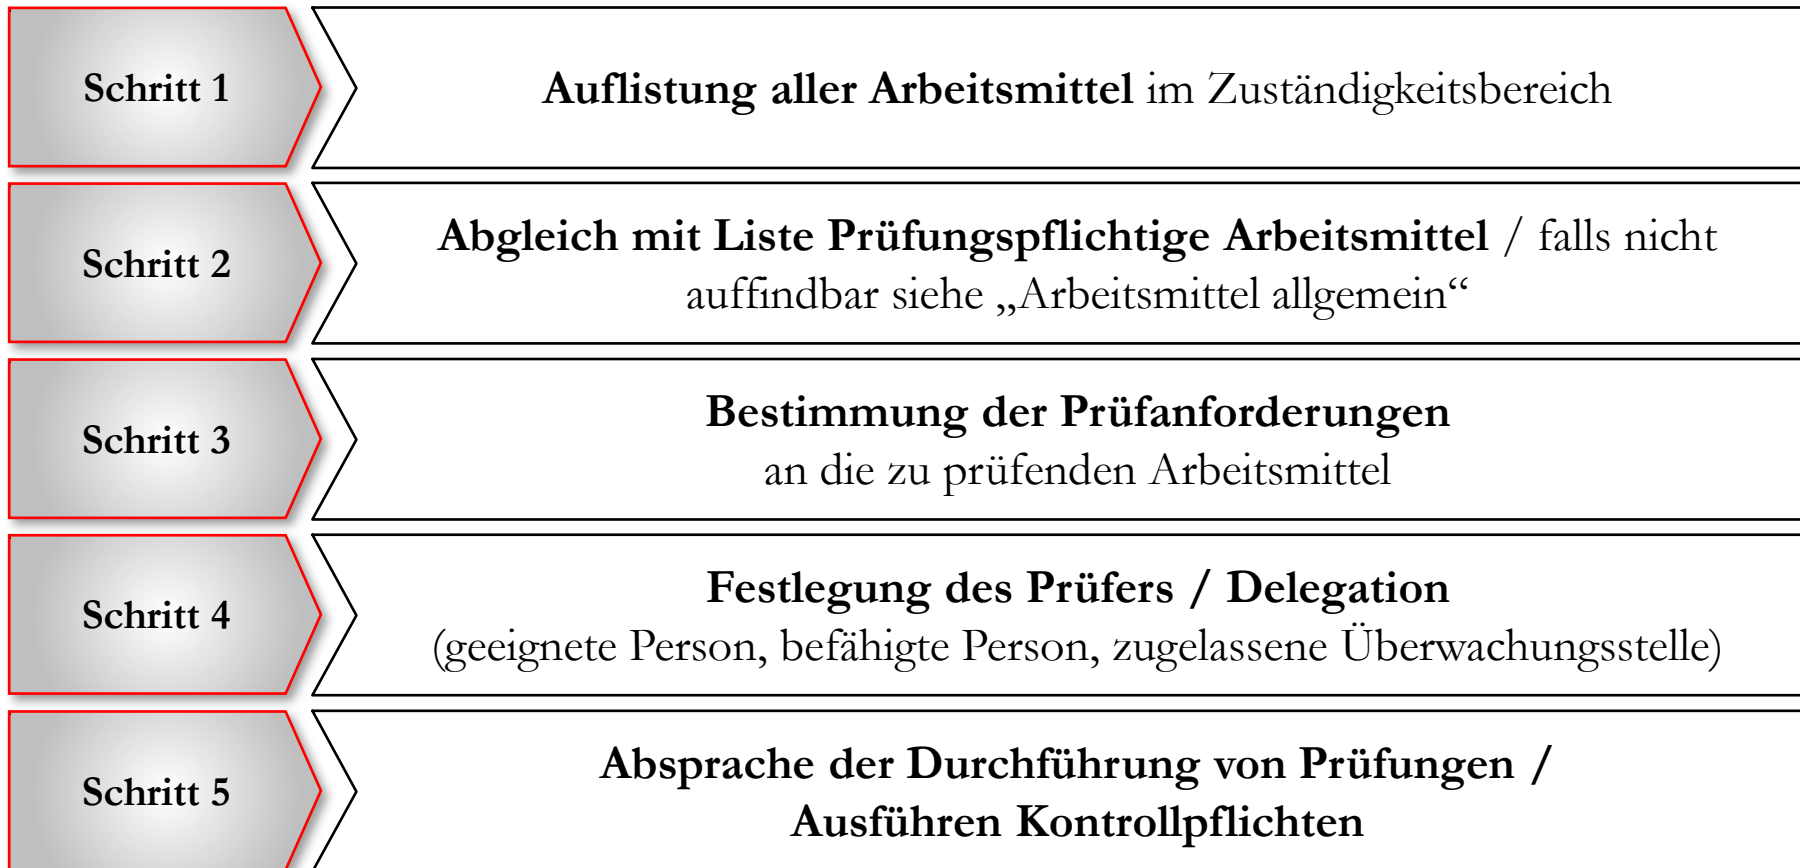 Schritt 1
Auflistung aller Arbeitsmittel im Zuständigkeitsbereich
Schritt 2
Abgleich mit Liste Prüfungspflichtige Arbeitsmittel / falls nicht
auffindbar siehe „Arbeitsmittel allgemein“
Schritt 3
Bestimmung der Prüfanforderungen
an die zu prüfenden Arbeitsmittel
Schritt 4
Festlegung des Prüfers / Delegation
(geeignete Person, befähigte Person, zugelassene Überwachungsstelle)
Schritt 5
Absprache der Durchführung von Prüfungen /
Ausführen Kontrollpflichten